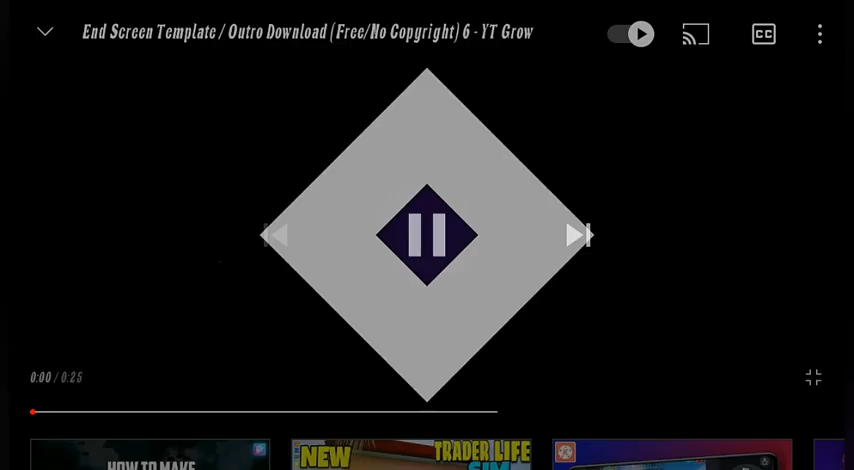 End Screen Template / Outro Download (Free/No Copyright) 6 - YT Grow
CC
0:00 / 0:25
HOW TO MAKE
NEW
TRADER LIFE
SIM